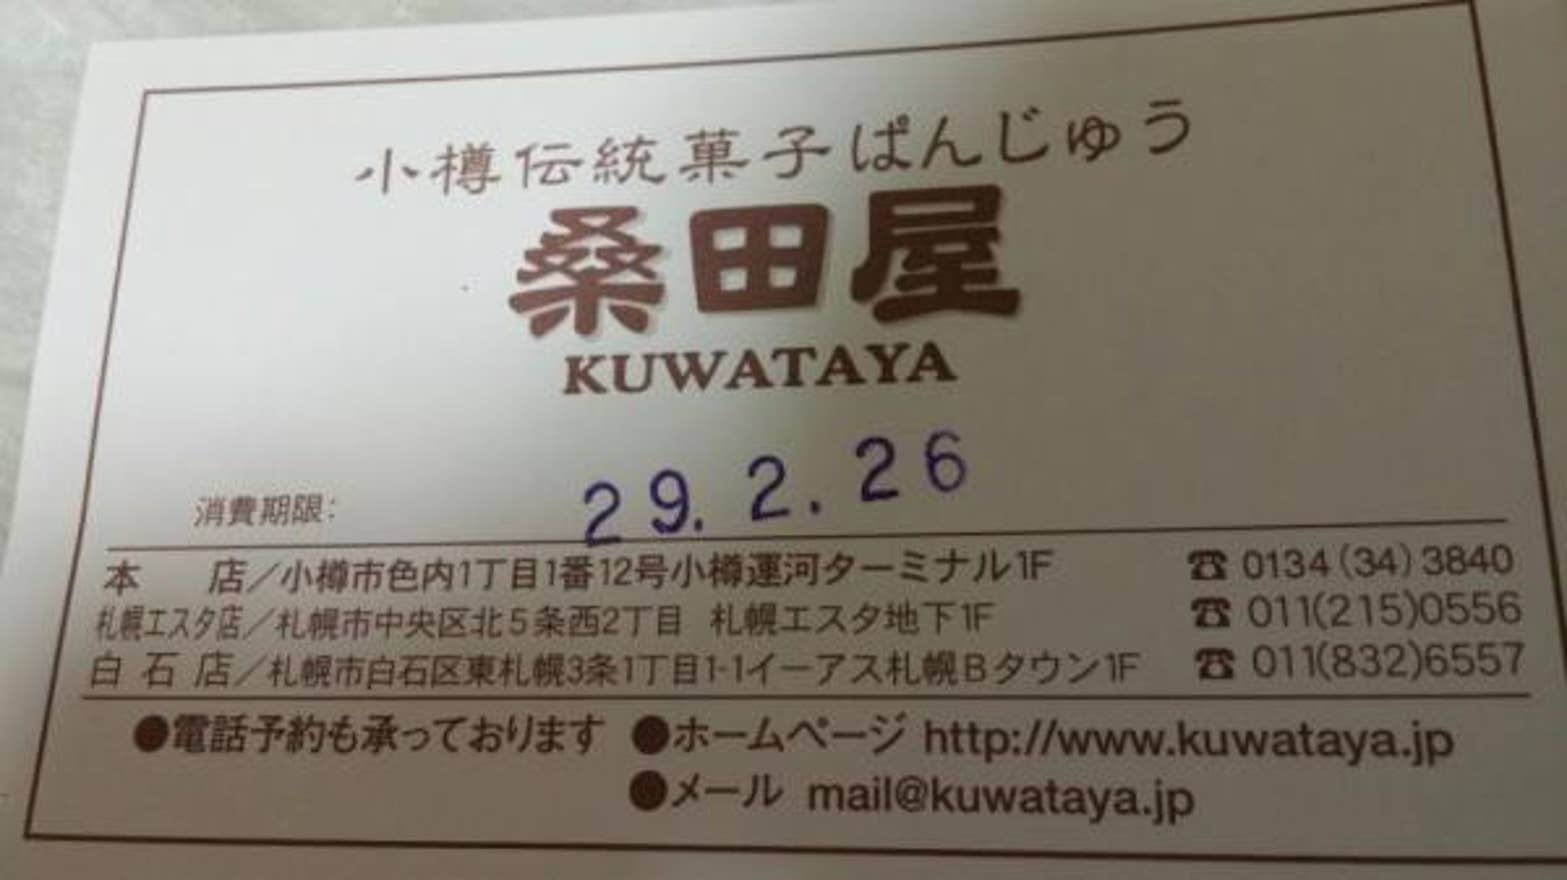 小樽伝統菓子ぱんじゅう
桑田屋
KUWATAYA
消費期限: 29.2.26
本 店／小樽市色内1丁目1番12号小樽運河ターミナル1F ☎ 0134(34)3840
札幌エスタ店／札幌市中央区北5条西2丁目 札幌エスタ地下1F ☎ 011(215)0556
白石店／札幌市白石区東札幌3条1丁目1-1イーアス札幌Bタウン1F ☎ 011(832)6557
●電話予約も承っております ●ホームページ http://www.kuwataya.jp
●メール mail@kuwataya.jp